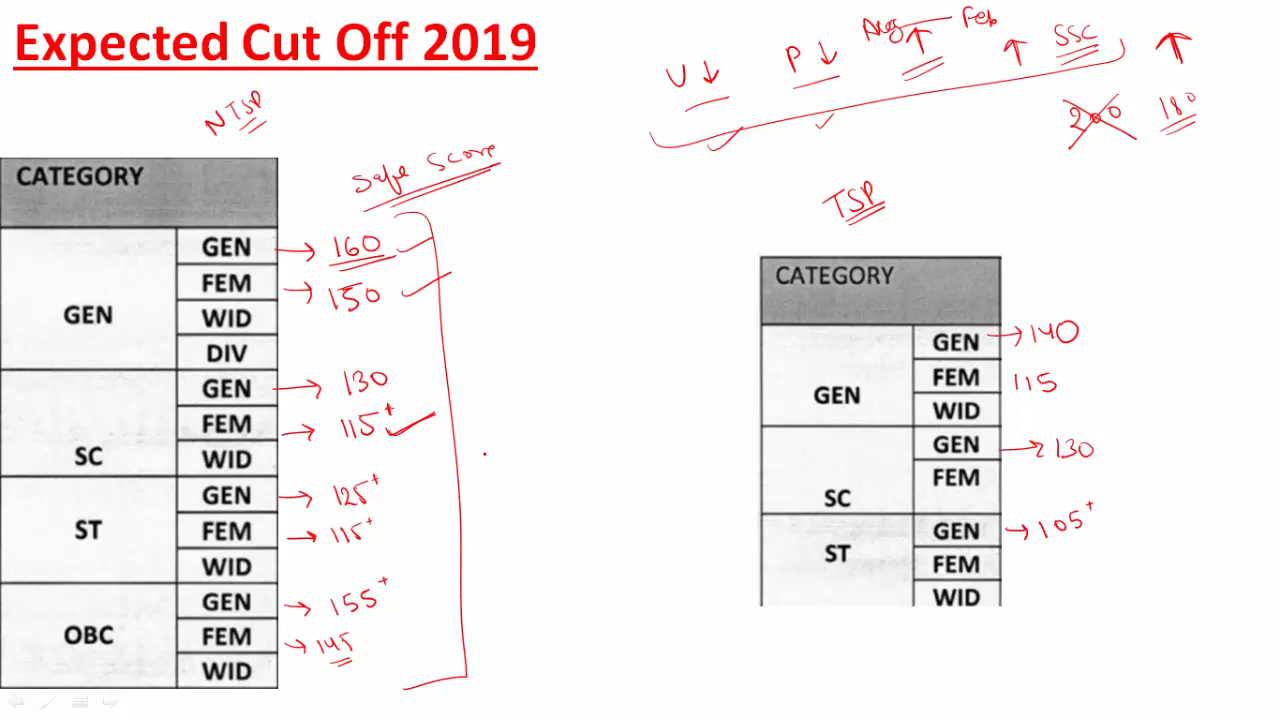 Expected Cut Off 2019
U ↓ P ↓ Aug ↑ Feb ↑ SSC ↑
200 180
NTSP
Safe Score
CATEGORY
GEN
GEN → 160
FEM → 150
WID
DIV
SC
GEN → 130
FEM → 115+
WID
ST
GEN → 125+
FEM → 115+
WID
OBC
GEN → 155+
FEM → 145
WID
TSP
CATEGORY
GEN
GEN → 140
FEM 115
WID
SC
GEN → 130
FEM
ST
GEN → 105+
FEM
WID